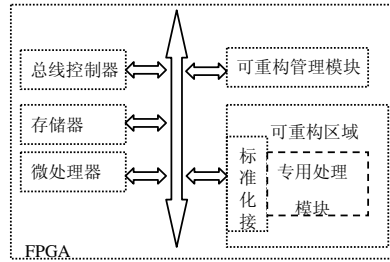 总线控制器
可重构管理模块
存储器
可重构区域
微处理器
标准化接
专用处理
模块
FPGA